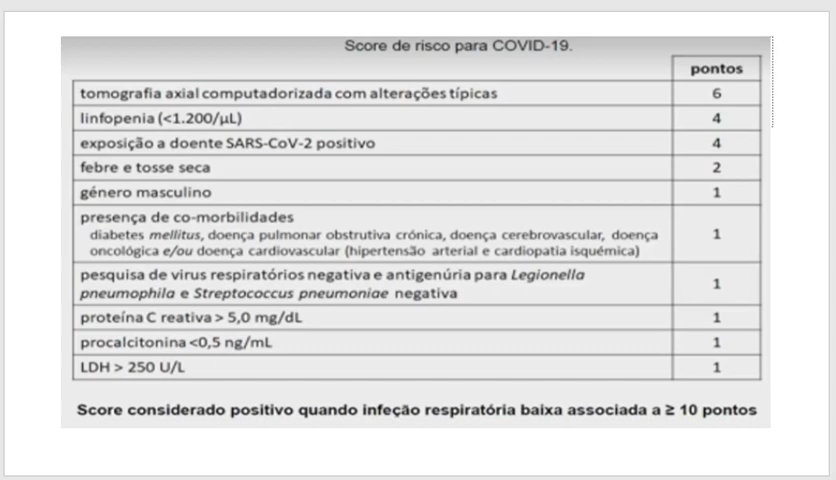 Score de risco para COVID-19.
pontos
tomografia axial computadorizada com alterações típicas 6
linfopenia (<1.200/µL) 4
exposição a doente SARS-CoV-2 positivo 4
febre e tosse seca 2
género masculino 1
presença de co-morbilidades
diabetes mellitus, doença pulmonar obstrutiva crónica, doença cerebrovascular, doença 1
oncológica e/ou doença cardiovascular (hipertensão arterial e cardiopatia isquémica)
pesquisa de virus respiratórios negativa e antigenúria para Legionella
pneumophila e Streptococcus pneumoniae negativa 1
proteína C reativa > 5,0 mg/dL 1
procalcitonina <0,5 ng/mL 1
LDH > 250 U/L 1
Score considerado positivo quando infeção respiratória baixa associada a ≥ 10 pontos